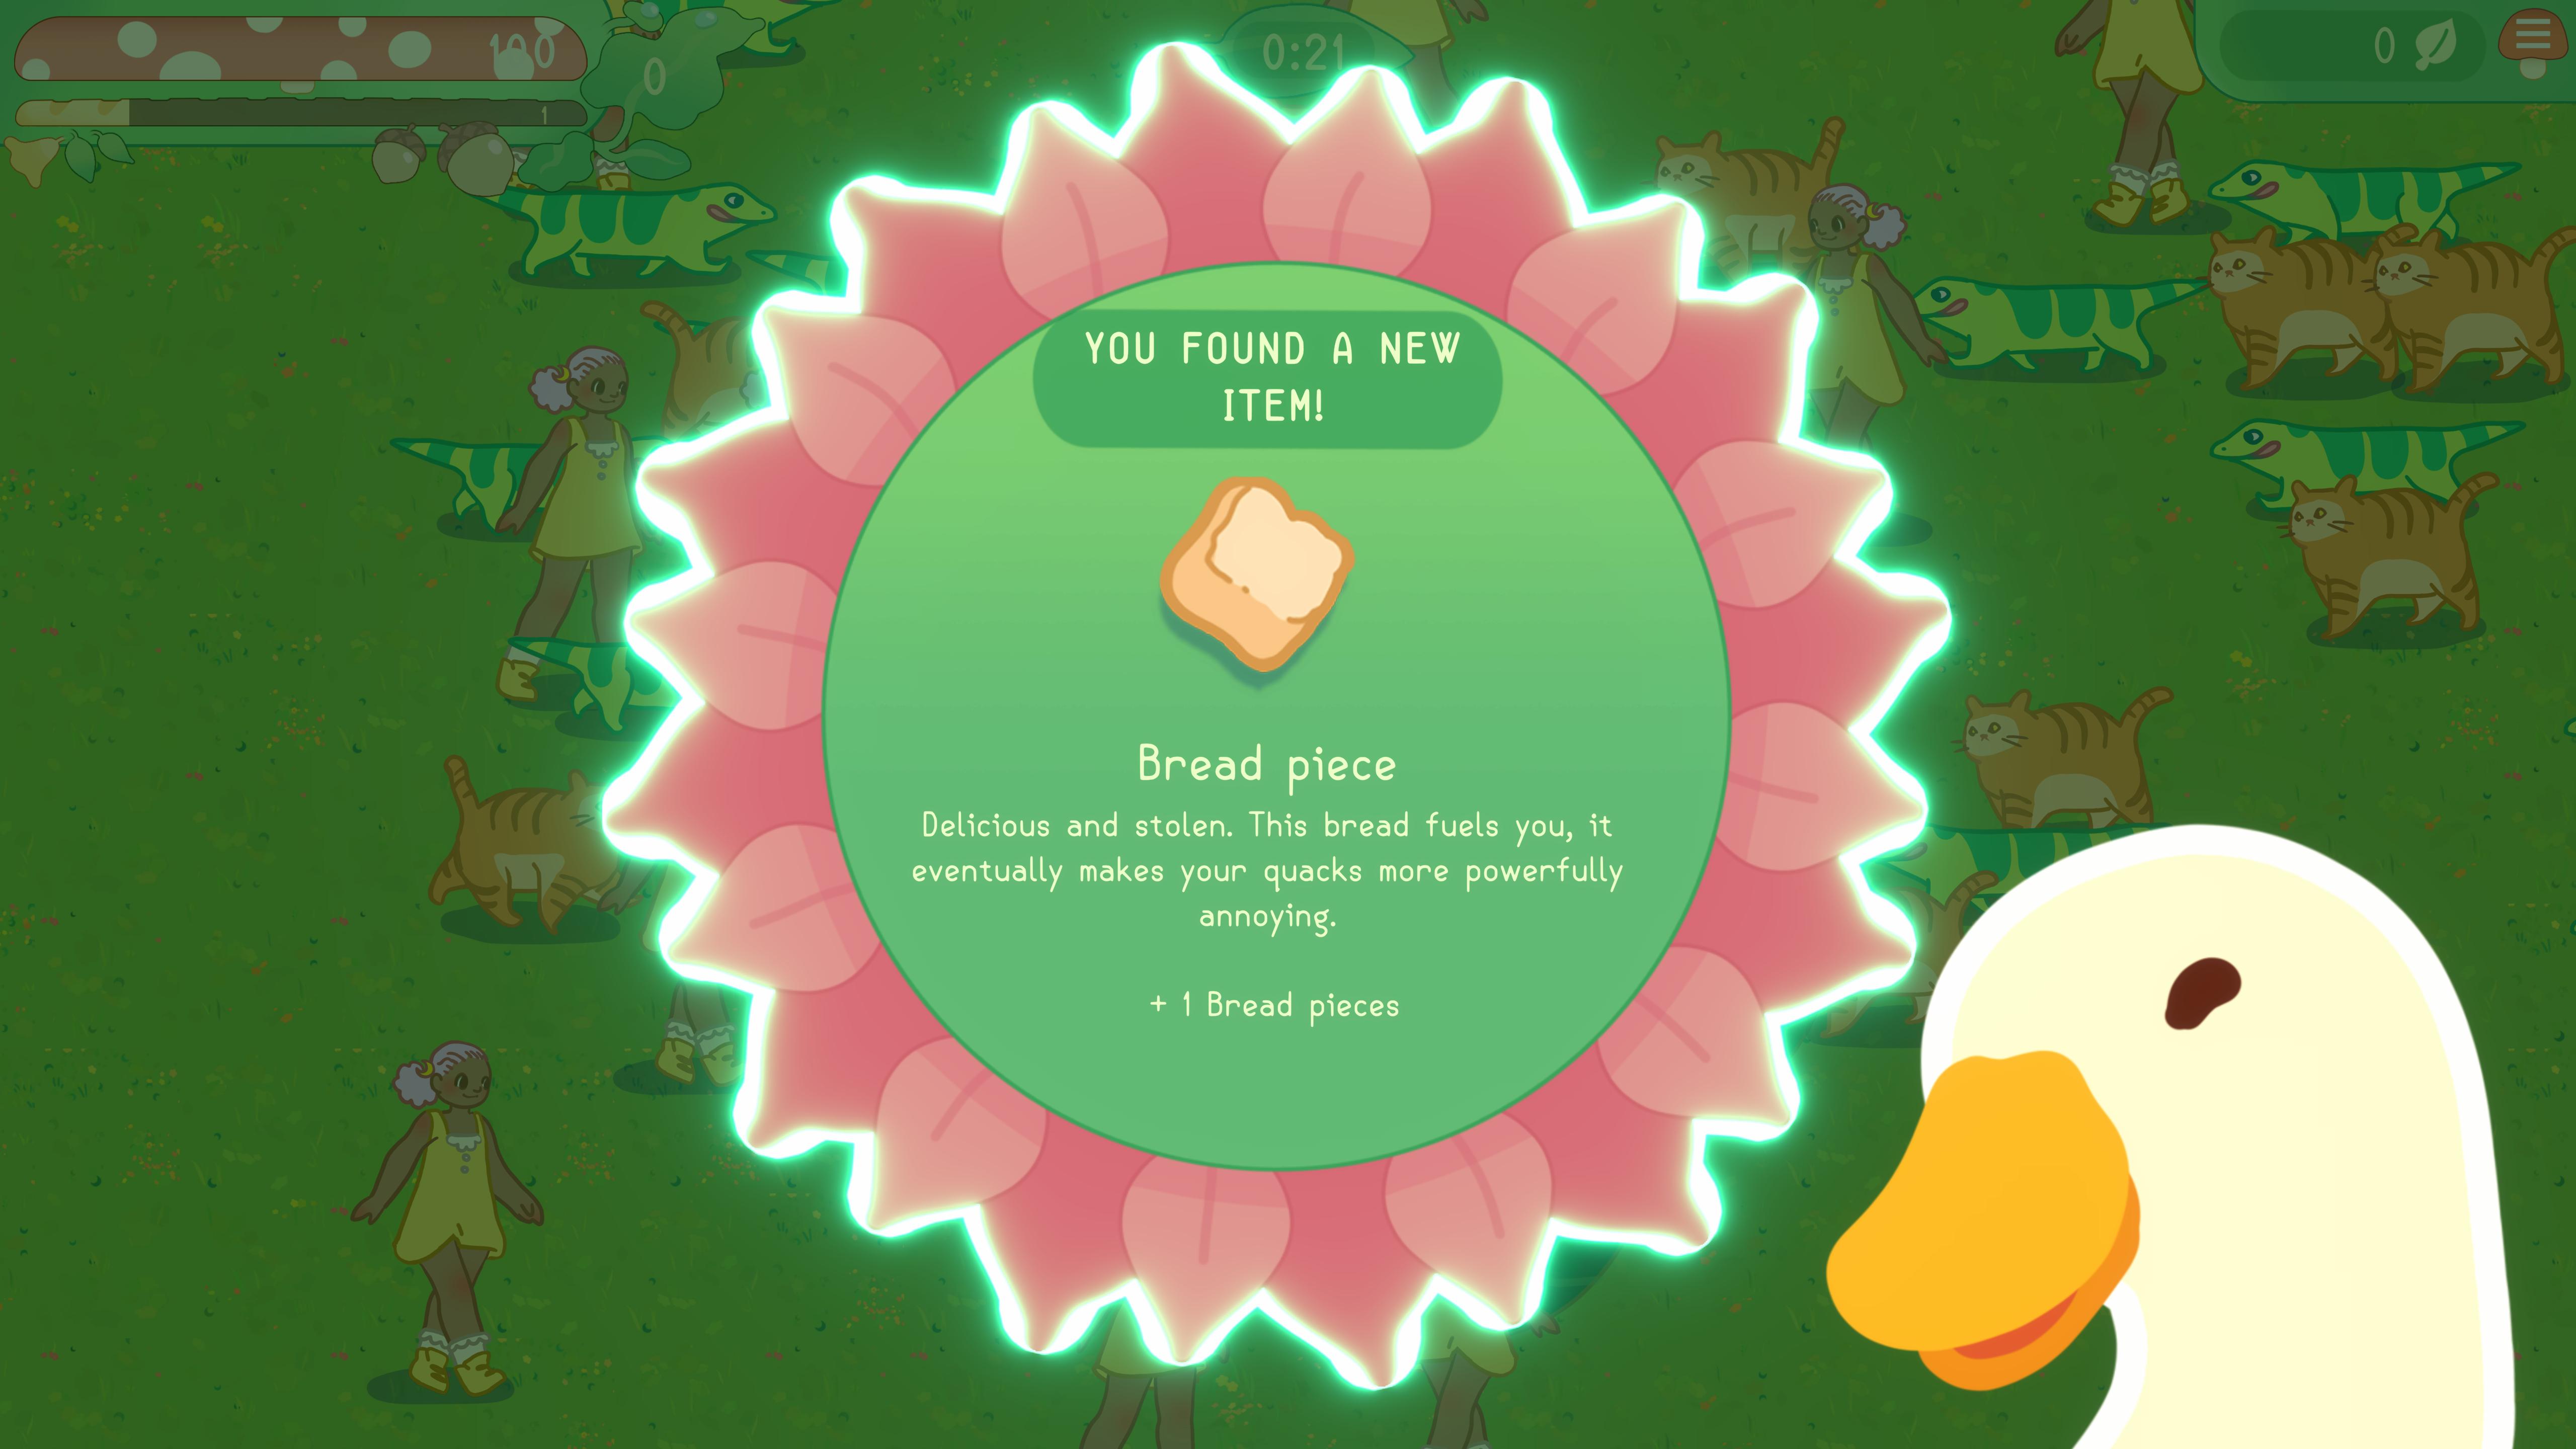 100
0
0:21
0
1
YOU FOUND A NEW
ITEM!
Bread piece
Delicious and stolen. This bread fuels you, it
eventually makes your quacks more powerfully
annoying.
+ 1 Bread pieces